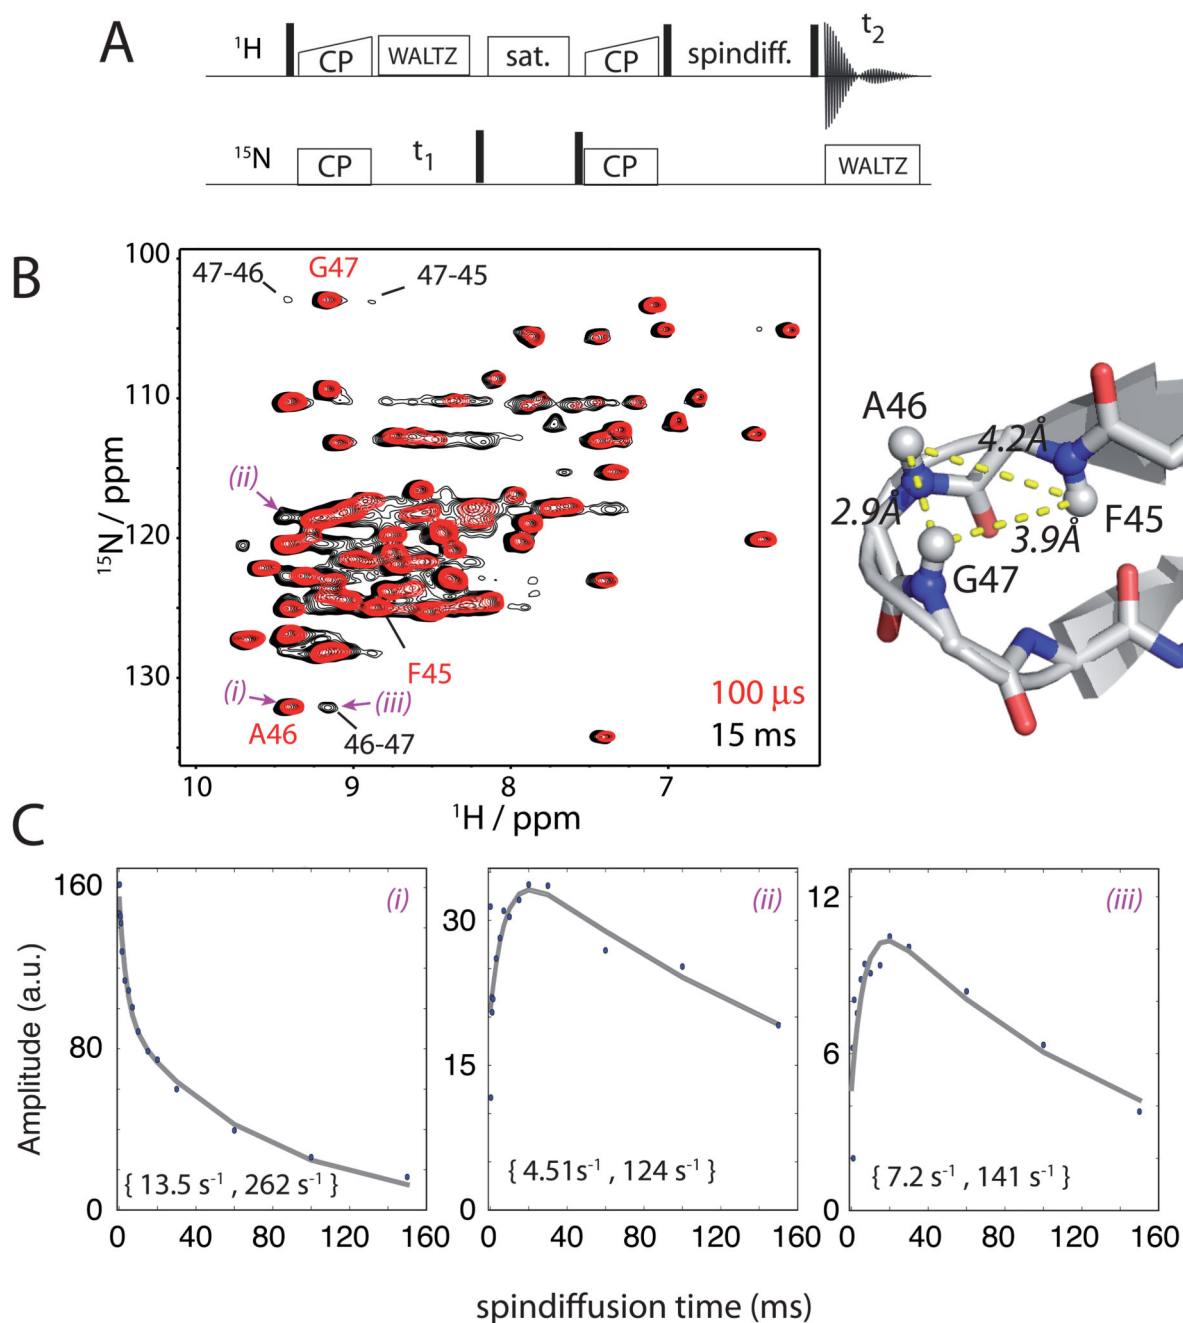 A
¹H
CP
WALTZ
sat.
CP
spindiff.
t₂
¹⁵N
CP
t₁
CP
WALTZ
B
100
110
120
130
¹⁵N / ppm
47-46
G47
47-45
(ii)
F45
(i)
(iii)
A46
46-47
100 µs
15 ms
10
9
8
7
¹H / ppm
A46
4.2Å
2.9Å
F45
3.9Å
G47
C
Amplitude (a.u.)
160
80
0
(i)
{ 13.5 s⁻¹ , 262 s⁻¹ }
0 40 80 120 160
30
15
0
(ii)
{ 4.51s⁻¹ , 124 s⁻¹ }
0 40 80 120 160
12
6
0
(iii)
{ 7.2 s⁻¹ , 141 s⁻¹ }
0 40 80 120 160
spindiffusion time (ms)